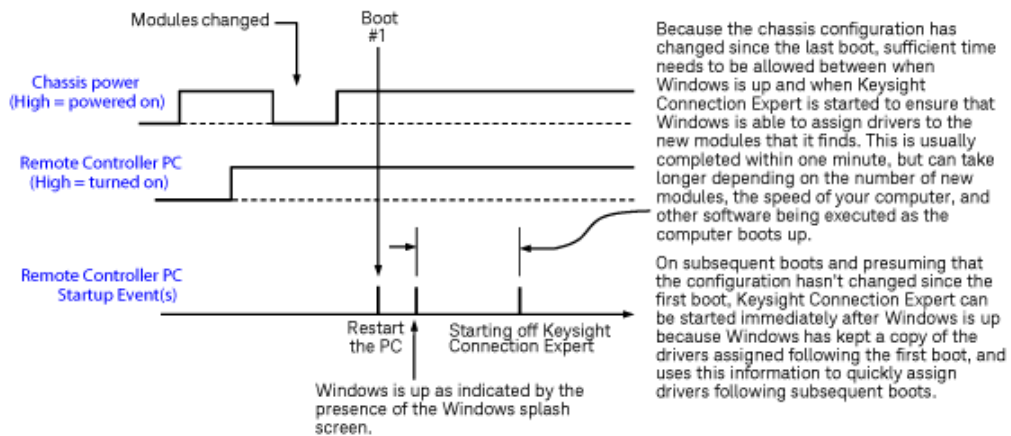 Modules changed
Boot
#1
Chassis power
(High = powered on)
Remote Controller PC
(High = turned on)
Remote Controller PC
Startup Event(s)
Restart
the PC
Starting off Keysight
Connection Expert
Windows is up as indicated by the
presence of the Windows splash
screen.
Because the chassis configuration has
changed since the last boot, sufficient time
needs to be allowed between when
Windows is up and when Keysight
Connection Expert is started to ensure that
Windows is able to assign drivers to the
new modules that it finds. This is usually
completed within one minute, but can take
longer depending on the number of new
modules, the speed of your computer, and
other software being executed as the
computer boots up.
On subsequent boots and presuming that
the configuration hasn't changed since the
first boot, Keysight Connection Expert can
be started immediately after Windows is up
because Windows has kept a copy of the
drivers assigned following the first boot, and
uses this information to quickly assign
drivers following subsequent boots.